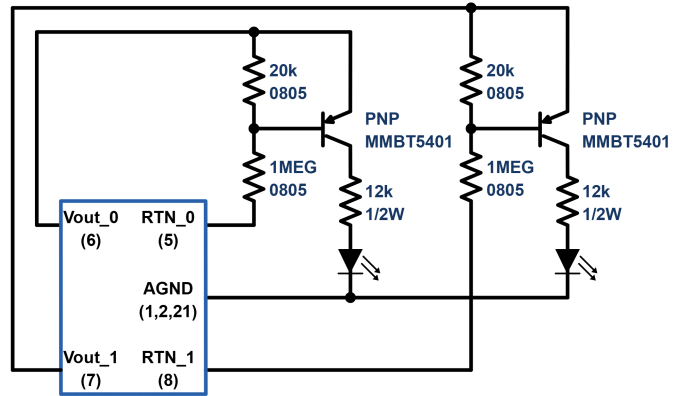 20k
0805
PNP
MMBT5401
1MEG
0805
12k
1/2W
20k
0805
PNP
MMBT5401
1MEG
0805
12k
1/2W
Vout_0 RTN_0
(6) (5)
AGND
(1,2,21)
Vout_1 RTN_1
(7) (8)